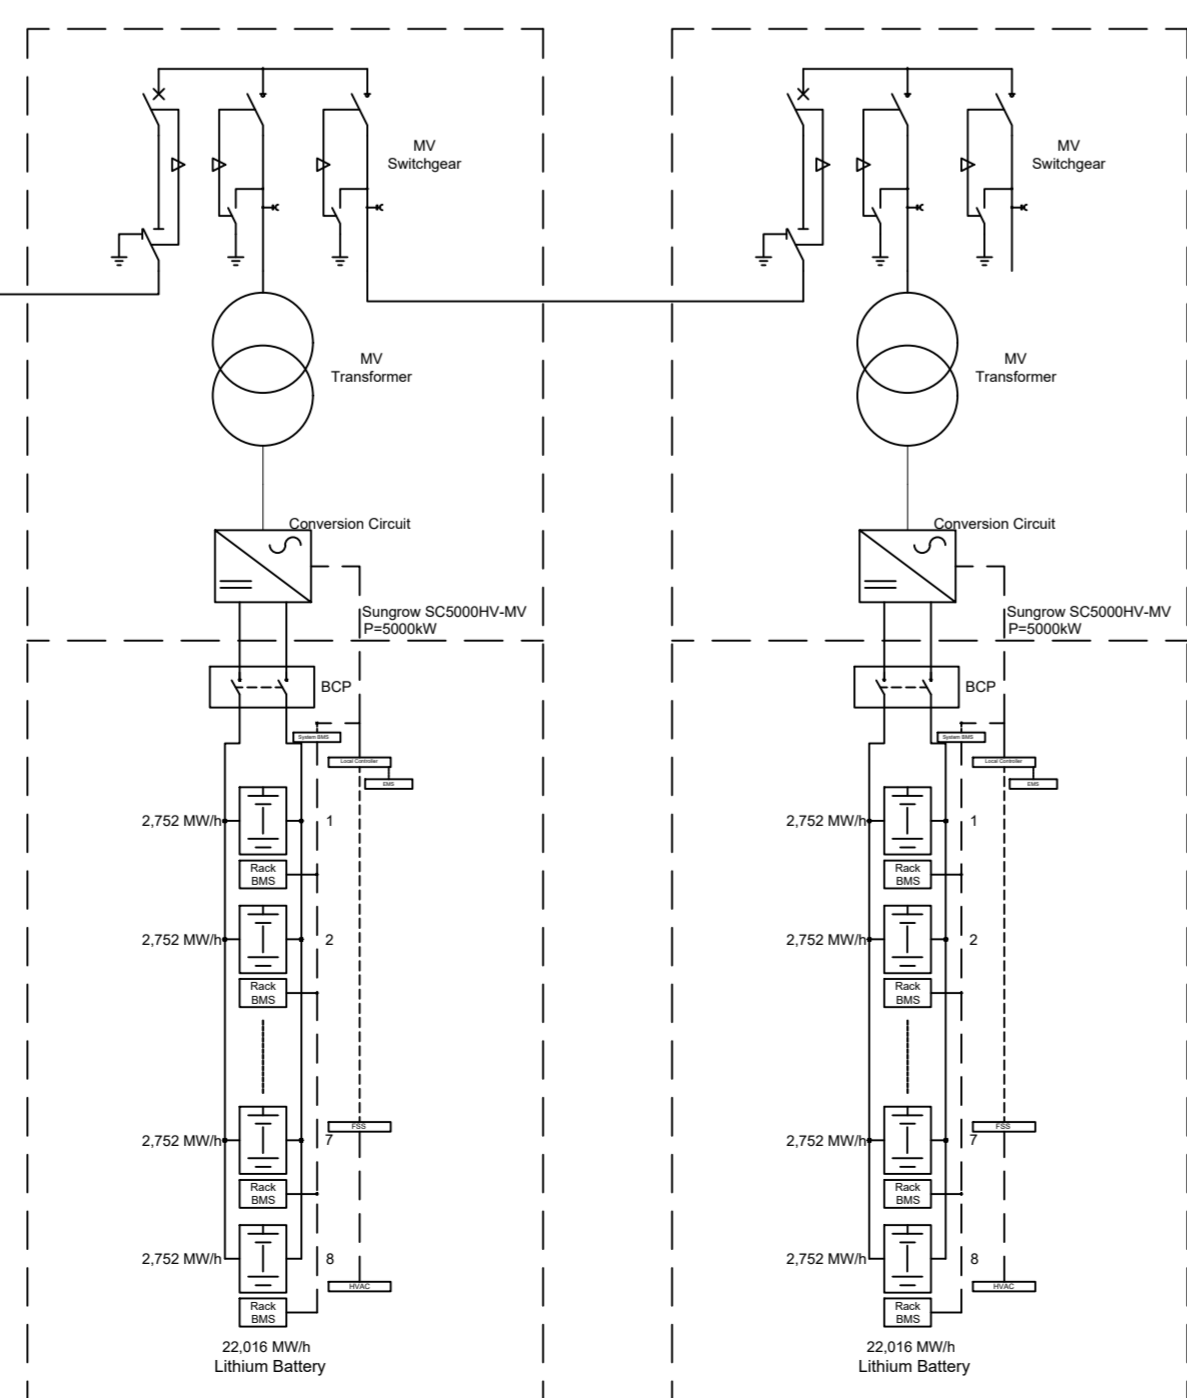 MV
Switchgear
MV
Transformer
Conversion Circuit
Sungrow SC5000HV-MV
P=5000kW
BCP
System BMS
Local Controller
EMS
2,752 MW/h
1
Rack
BMS
2,752 MW/h
2
Rack
BMS
2,752 MW/h
7
FSS
Rack
BMS
2,752 MW/h
8
HVAC
Rack
BMS
22,016 MW/h
Lithium Battery
MV
Switchgear
MV
Transformer
Conversion Circuit
Sungrow SC5000HV-MV
P=5000kW
BCP
System BMS
Local Controller
EMS
2,752 MW/h
1
Rack
BMS
2,752 MW/h
2
Rack
BMS
2,752 MW/h
7
FSS
Rack
BMS
2,752 MW/h
8
HVAC
Rack
BMS
22,016 MW/h
Lithium Battery